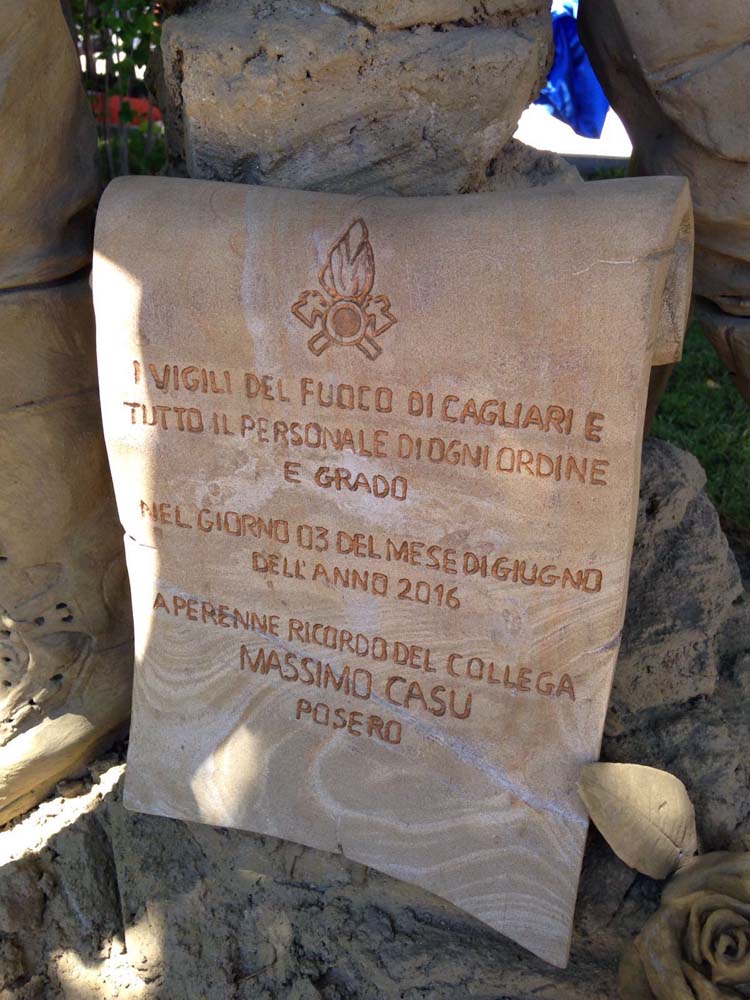 I VIGILI DEL FUOCO DI CAGLIARI E
TUTTO IL PERSONALE DI OGNI ORDINE
E GRADO
NEL GIORNO 03 DEL MESE DI GIUGNO
DELL'ANNO 2016
A PERENNE RICORDO DEL COLLEGA
MASSIMO CASU
POSERO